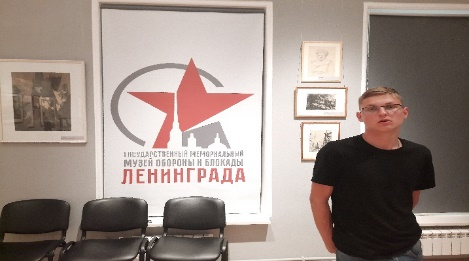 ГОСУДАРСТВЕННЫЙ МЕМОРИАЛЬНЫЙ
МУЗЕЙ ОБОРОНЫ И БЛОКАДЫ
ЛЕНИНГРАДА